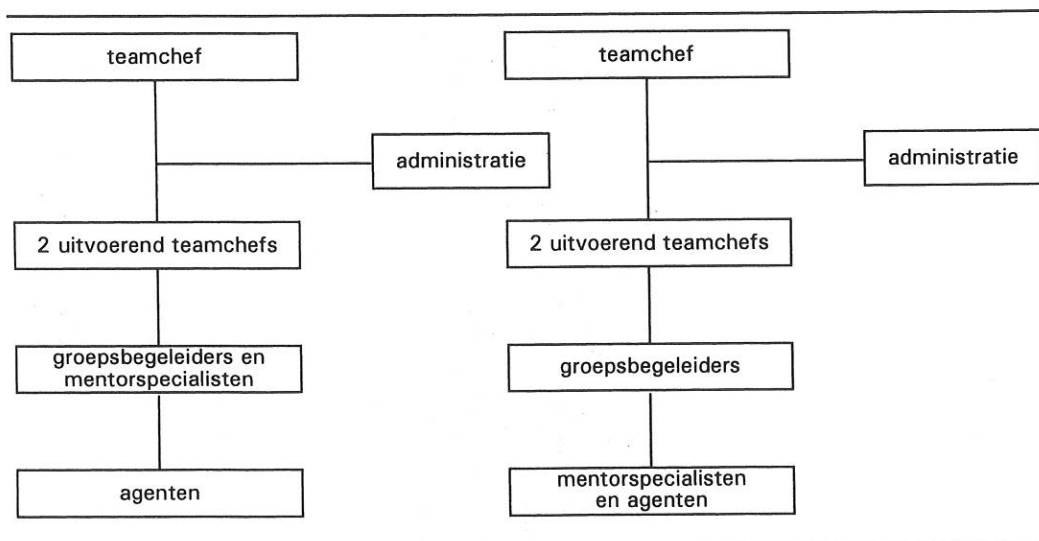 teamchef
administratie
2 uitvoerend teamchefs
groepsbegeleiders en
mentorspecialisten
agenten
teamchef
administratie
2 uitvoerend teamchefs
groepsbegeleiders
mentorspecialisten
en agenten